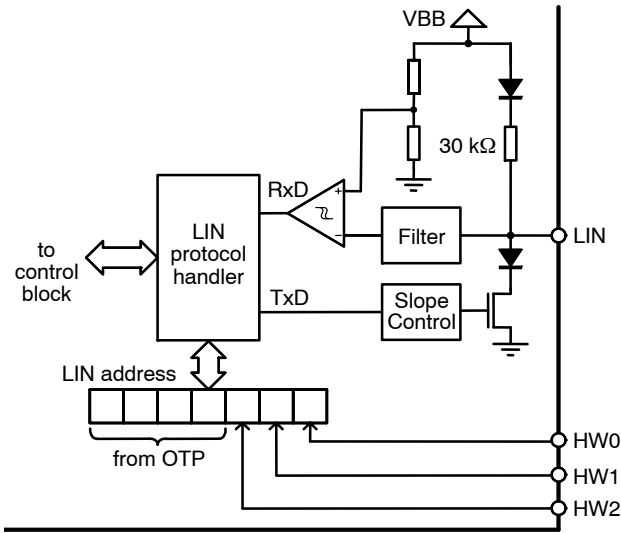 VBB
30 kΩ
RxD
+
−
LIN
protocol
handler
Filter
LIN
to
control
block
TxD
Slope
Control
LIN address
from OTP
HW0
HW1
HW2